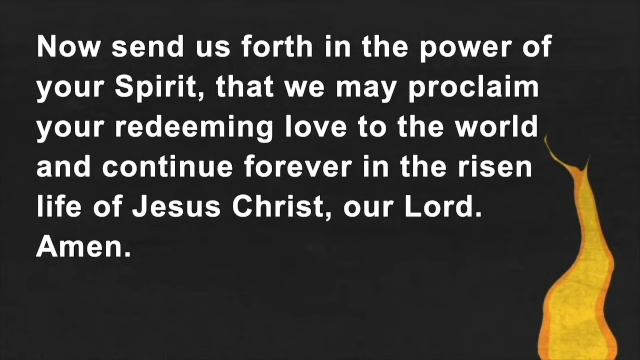 Now send us forth in the power of
your Spirit, that we may proclaim
your redeeming love to the world
and continue forever in the risen
life of Jesus Christ, our Lord.
Amen.